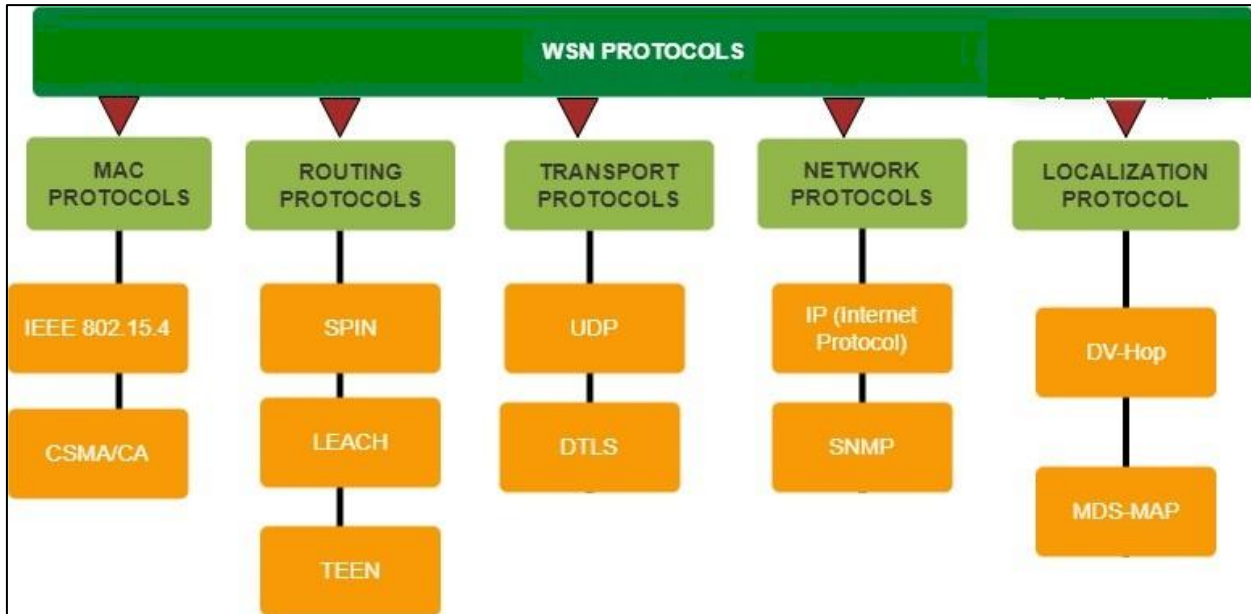 WSN PROTOCOLS
MAC
PROTOCOLS
ROUTING
PROTOCOLS
TRANSPORT
PROTOCOLS
NETWORK
PROTOCOLS
LOCALIZATION
PROTOCOL
IEEE 802.15.4
SPIN
UDP
IP (Internet
Protocol)
DV-Hop
CSMA/CA
LEACH
DTLS
SNMP
MDS-MAP
TEEN